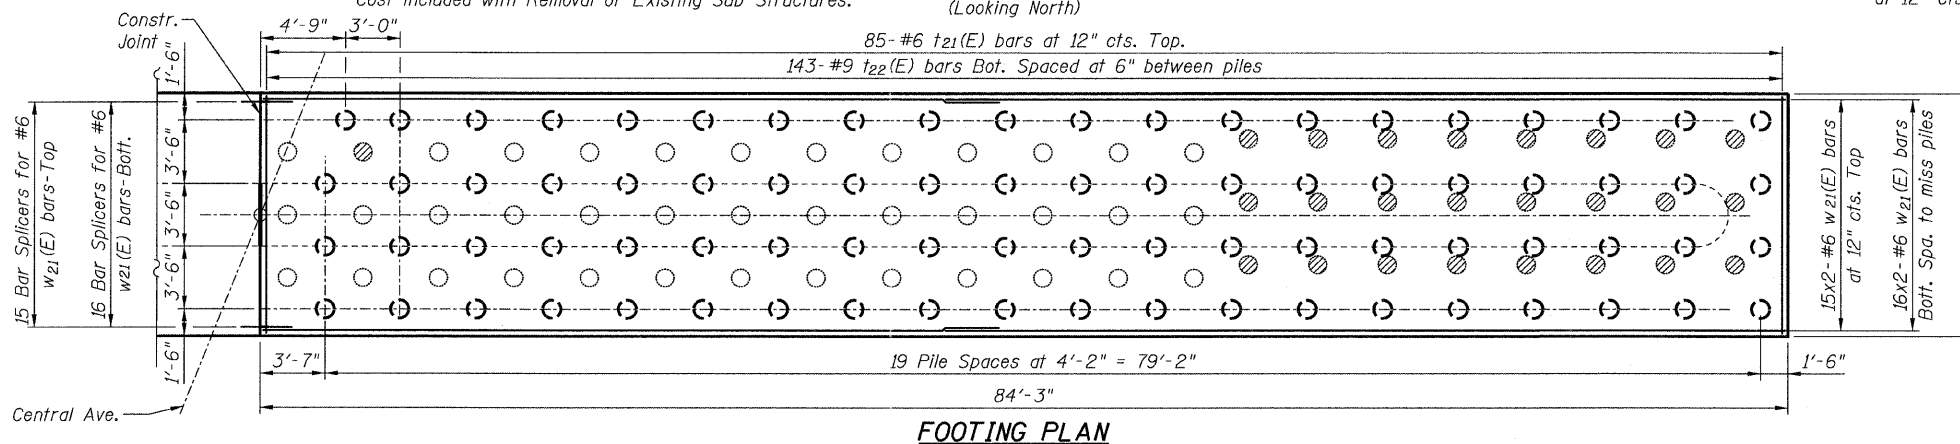 Cost included with Removal of Existing Sub Structures.
(Looking North)
at 12" cts
Constr.
Joint
4'-9"
3'-0"
85- #6 t21(E) bars at 12" cts. Top.
143- #9 t22(E) bars Bot. Spaced at 6" between piles
1'-6"
3'-6"
3'-6"
3'-6"
1'-6"
15 Bar Splicers for #6
w21(E) bars-Top
16 Bar Splicers for #6
w21(E) bars-Bott.
15x2- #6 w21(E) bars
at 12" cts. Top
16x2- #6 w21(E) bars
Bott. Spa. to miss piles
3'-7"
19 Pile Spaces at 4'-2" = 79'-2"
1'-6"
84'-3"
Central Ave.
FOOTING PLAN